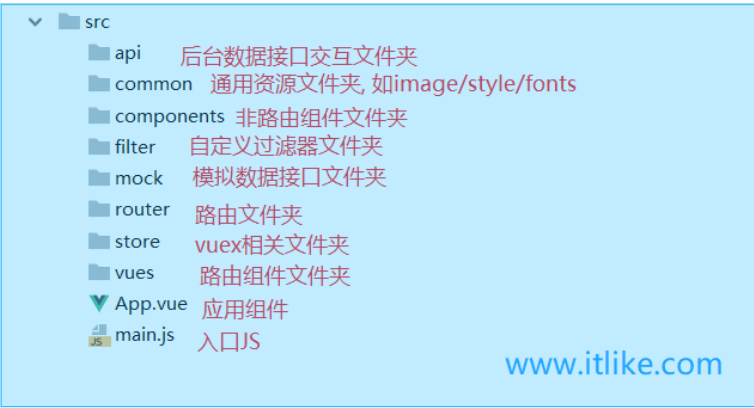 src
api 后台数据接口交互文件夹
common 通用资源文件夹, 如image/style/fonts
components 非路由组件文件夹
filter 自定义过滤器文件夹
mock 模拟数据接口文件夹
router 路由文件夹
store vuex相关文件夹
vues 路由组件文件夹
App.vue 应用组件
JS main.js 入口JS
www.itlike.com